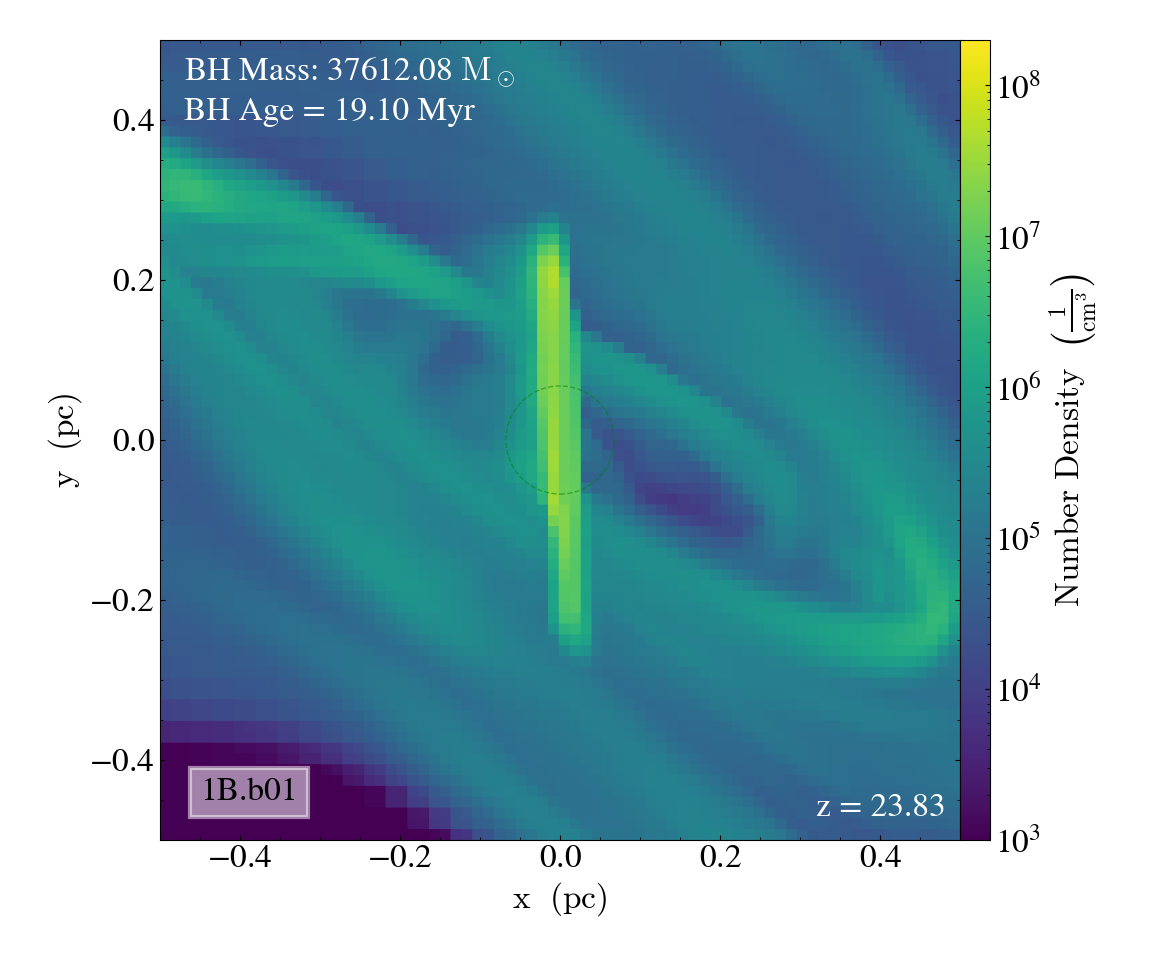 BH Mass: 37612.08 M⊙
BH Age = 19.10 Myr
0.4
0.2
0.0
−0.2
−0.4
y (pc)
1B.b01
z = 23.83
−0.4 −0.2 0.0 0.2 0.4
x (pc)
10⁸
10⁷
10⁶
10⁵
10⁴
10³
Number Density (1/cm³)